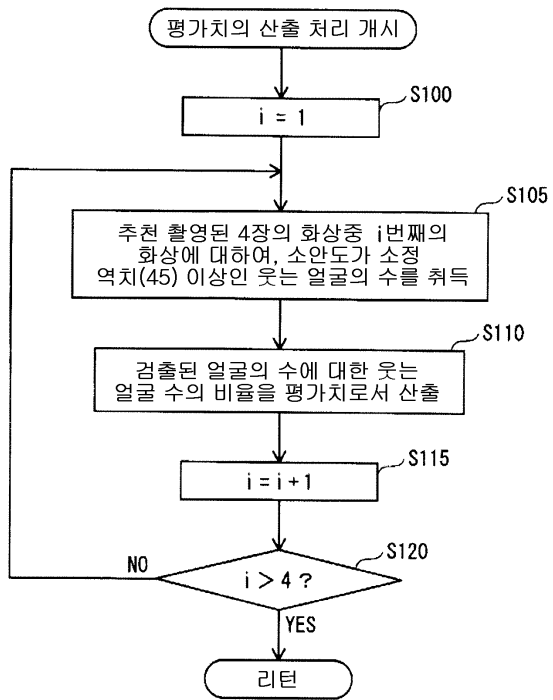 평가치의 산출 처리 개시
S100
i = 1
S105
추천 촬영된 4장의 화상중 i번째의
화상에 대하여, 소안도가 소정
역치(45) 이상인 웃는 얼굴의 수를 취득
S110
검출된 얼굴의 수에 대한 웃는
얼굴 수의 비율을 평가치로서 산출
S115
i = i + 1
S120
i > 4 ?
NO
YES
리턴